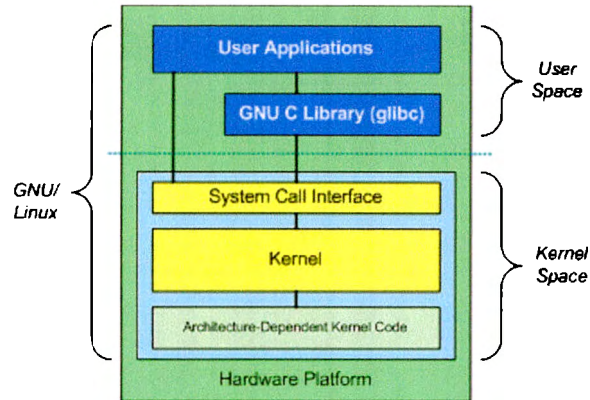 User Applications
User
Space
GNU C Library (glibc)
GNU/
Linux
System Call Interface
Kernel
Kernel
Space
Architecture-Dependent Kernel Code
Hardware Platform